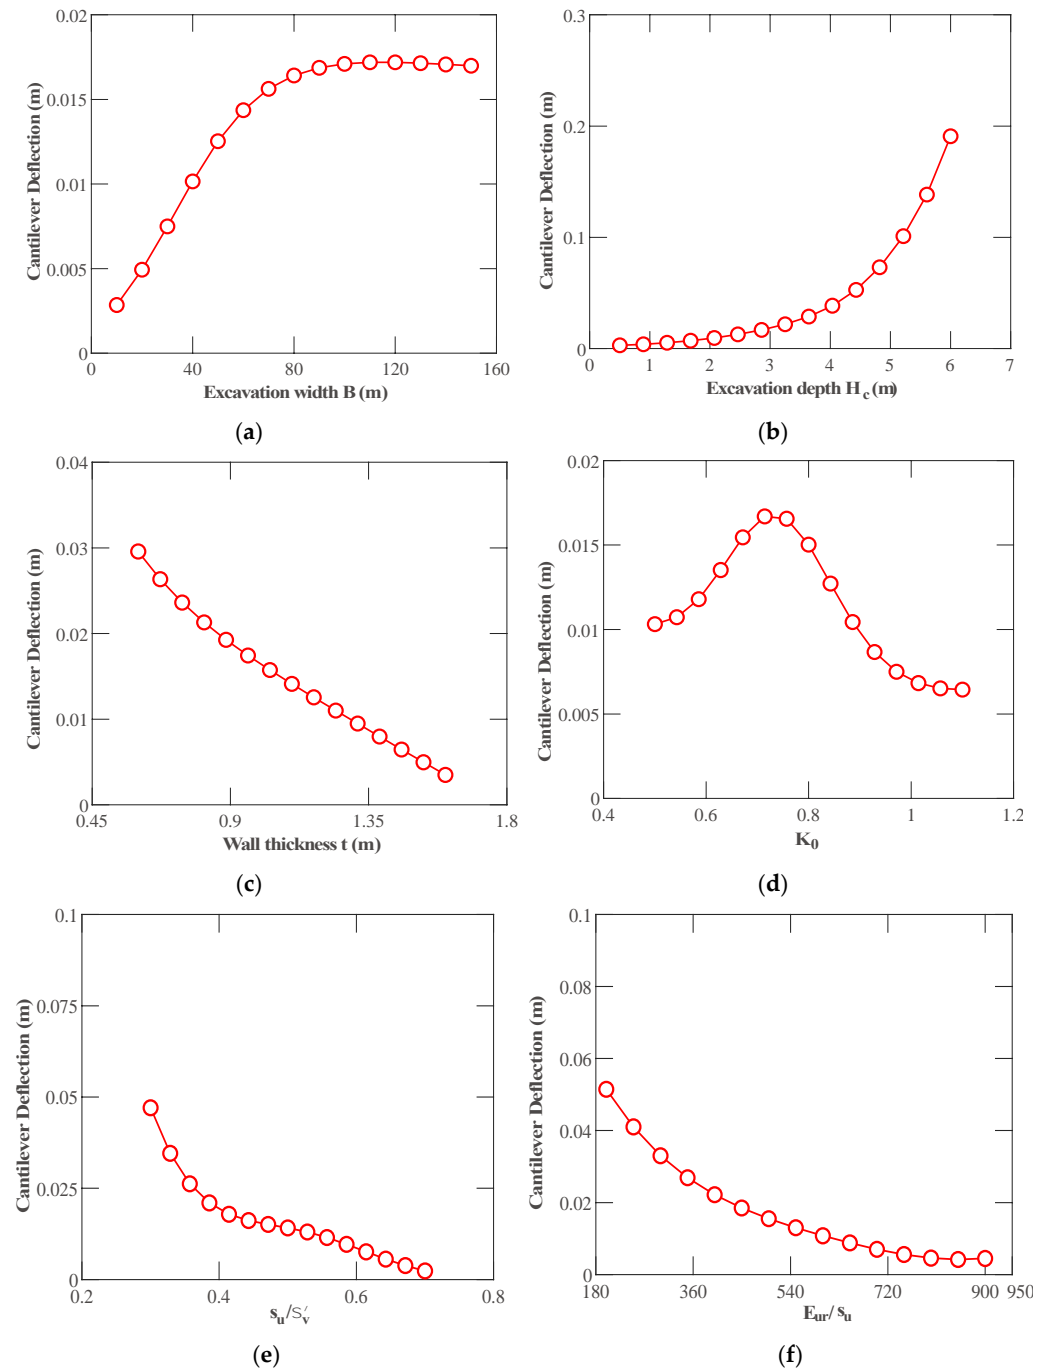 0.02
0.015
0.01
0.005
0
Cantilever Deflection (m)
0 40 80 120 160
Excavation width B (m)
(a)
0.3
0.2
0.1
0
Cantilever Deflection (m)
0 1 2 3 4 5 6 7
Excavation depth H_c (m)
(b)
0.04
0.03
0.02
0.01
0
Cantilever Deflection (m)
0.45 0.9 1.35 1.8
Wall thickness t (m)
(c)
0.02
0.015
0.01
0.005
0
Cantilever Deflection (m)
0.4 0.6 0.8 1 1.2
K_0
(d)
0.1
0.075
0.05
0.025
0
Cantilever Deflection (m)
0.2 0.4 0.6 0.8
s_u/S′_v
(e)
0.1
0.08
0.06
0.04
0.02
0
Cantilever Deflection (m)
180 360 540 720 900 950
E_ur/s_u
(f)